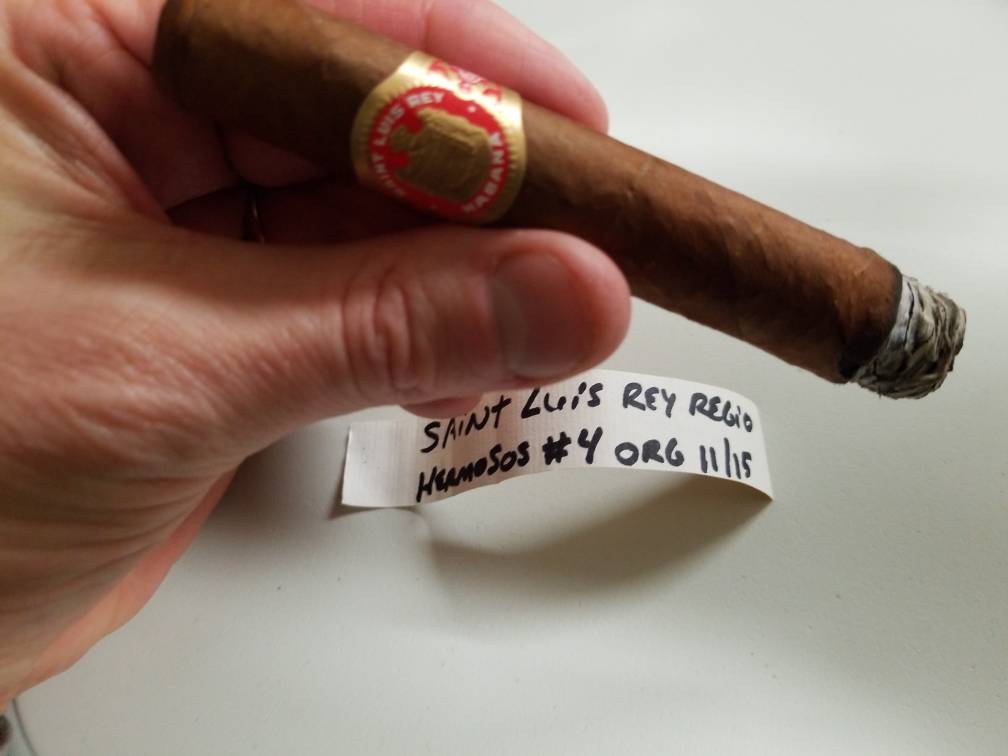 SAINT LUIS REY
HABANA
SAINT LUIS REY REGIO
HERMOSOS #4 ORG 11/15